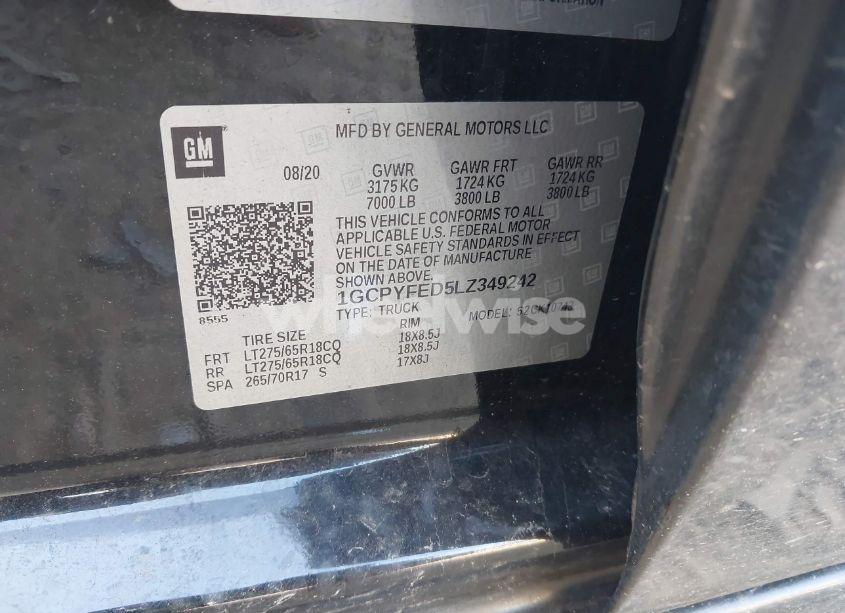 GM
MFD BY GENERAL MOTORS LLC
08/20
GVWR GAWR FRT GAWR RR
3175 KG 1724 KG 1724 KG
7000 LB 3800 LB 3800 LB
THIS VEHICLE CONFORMS TO ALL
APPLICABLE U.S. FEDERAL MOTOR
VEHICLE SAFETY STANDARDS IN EFFECT
ON THE DATE OF MANUFACTURE
SHOWN ABOVE.
1GCPYFED5LZ349242
8555
TYPE: TRUCK MODEL:
wheelwise
TIRE SIZE RIM
FRT LT275/65R18CQ 18X8.5J
RR LT275/65R18CQ 18X8.5J
SPA 265/70R17 S 17X8J